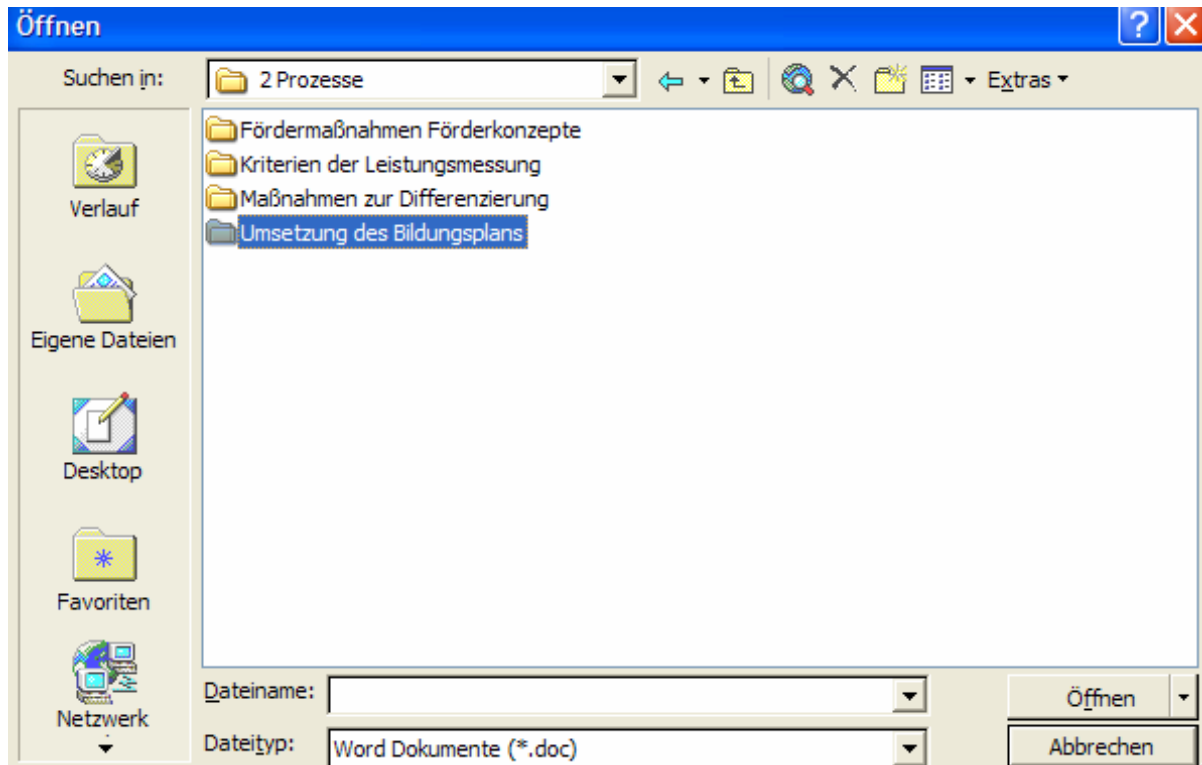 Öffnen
Suchen in: 2 Prozesse Extras
Fördermaßnahmen Förderkonzepte
Kriterien der Leistungsmessung
Maßnahmen zur Differenzierung
Umsetzung des Bildungsplans
Verlauf
Eigene Dateien
Desktop
Favoriten
Netzwerk
Dateiname: Öffnen
Dateityp: Word Dokumente (*.doc) Abbrechen